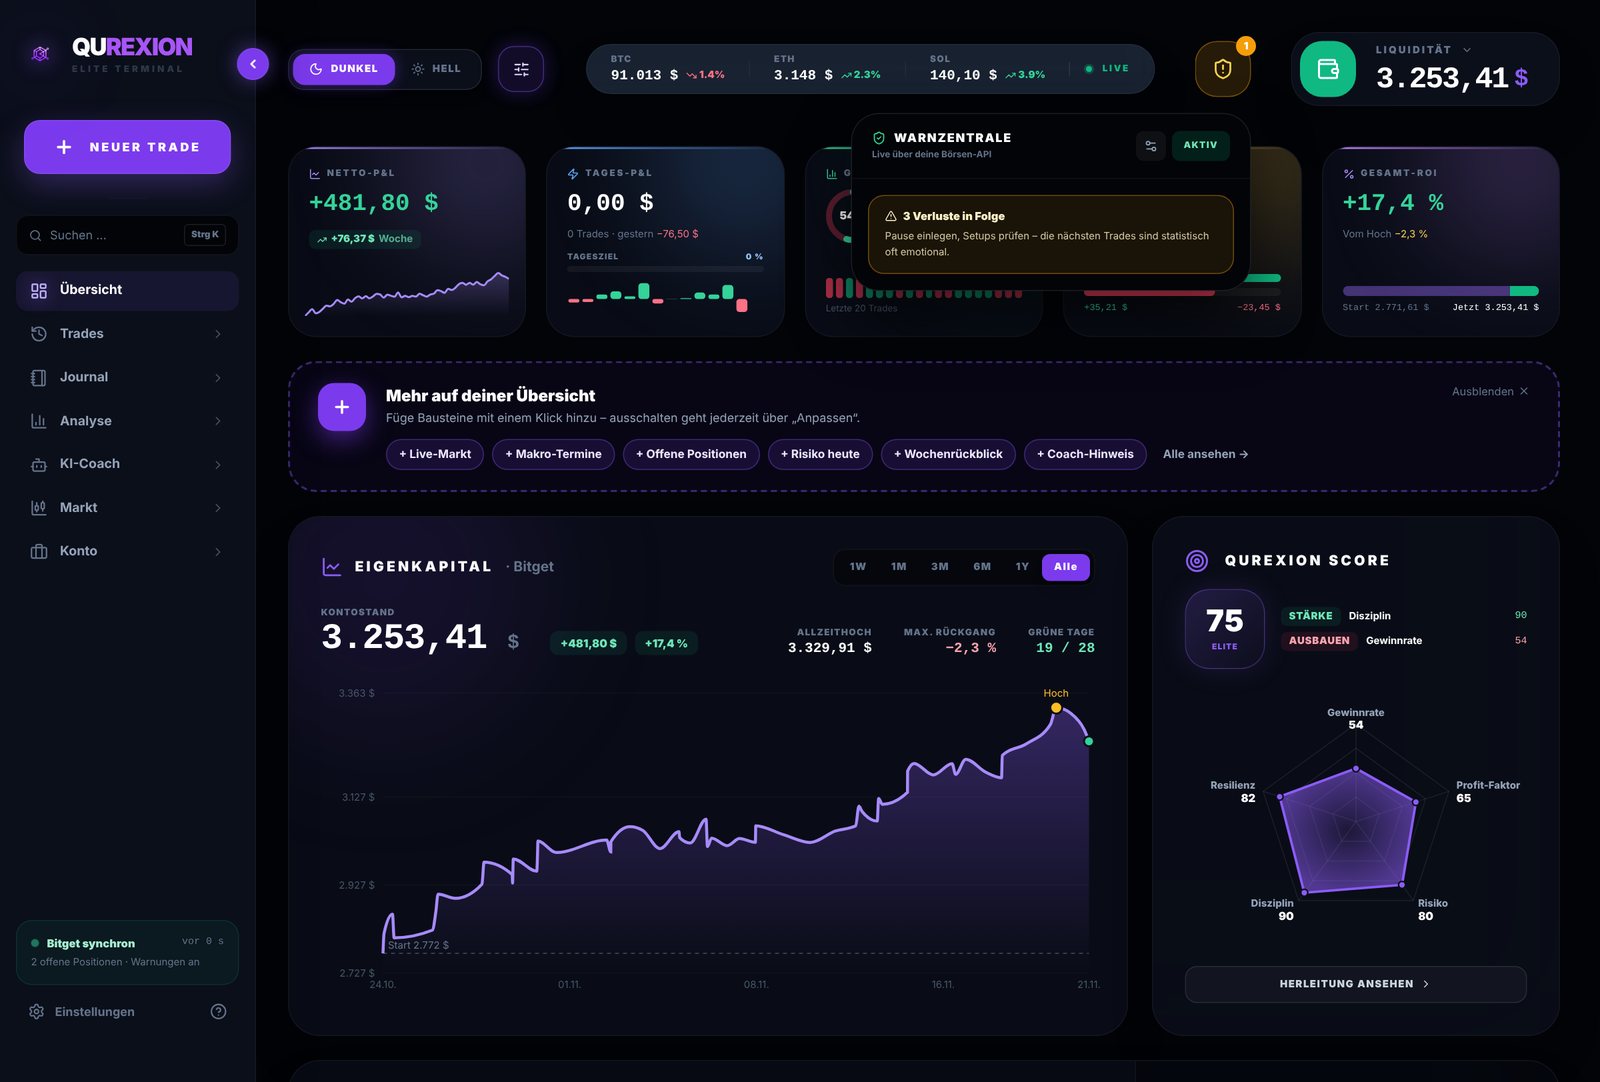 QUREXION
ELITE TERMINAL
NEUER TRADE
Suchen ...
Strg K
Übersicht
Trades
Journal
Analyse
KI-Coach
Markt
Konto
Bitget synchron
vor 0 s
2 offene Positionen · Warnungen an
Einstellungen
DUNKEL
HELL
BTC
91.013 $ 1.4%
ETH
3.148 $ 2.3%
SOL
140,10 $ 3.9%
LIVE
1
LIQUIDITÄT
3.253,41 $
NETTO-P&L
+481,80 $
+76,37 $ Woche
TAGES-P&L
0,00 $
0 Trades · gestern −76,50 $
TAGESZIEL
0 %
G
54
Letzte 20 Trades
WARNZENTRALE
Live über deine Börsen-API
AKTIV
3 Verluste in Folge
Pause einlegen, Setups prüfen – die nächsten Trades sind statistisch
oft emotional.
+35,21 $
−23,45 $
GESAMT-ROI
+17,4 %
Vom Hoch −2,3 %
Start 2.771,61 $
Jetzt 3.253,41 $
Mehr auf deiner Übersicht
Ausblenden ×
Füge Bausteine mit einem Klick hinzu – ausschalten geht jederzeit über „Anpassen“.
+ Live-Markt
+ Makro-Termine
+ Offene Positionen
+ Risiko heute
+ Wochenrückblick
+ Coach-Hinweis
Alle ansehen →
EIGENKAPITAL · Bitget
1W
1M
3M
6M
1Y
Alle
KONTOSTAND
3.253,41 $
+481,80 $
+17,4 %
ALLZEITHOCH
3.329,91 $
MAX. RÜCKGANG
−2,3 %
GRÜNE TAGE
19 / 28
3.363 $
3.127 $
2.927 $
2.727 $
Hoch
Start 2.772 $
24.10.
01.11.
08.11.
16.11.
21.11.
QUREXION SCORE
75
ELITE
STÄRKE Disziplin 90
AUSBAUEN Gewinnrate 54
Gewinnrate
54
Resilienz
82
Profit-Faktor
65
Disziplin
90
Risiko
80
HERLEITUNG ANSEHEN